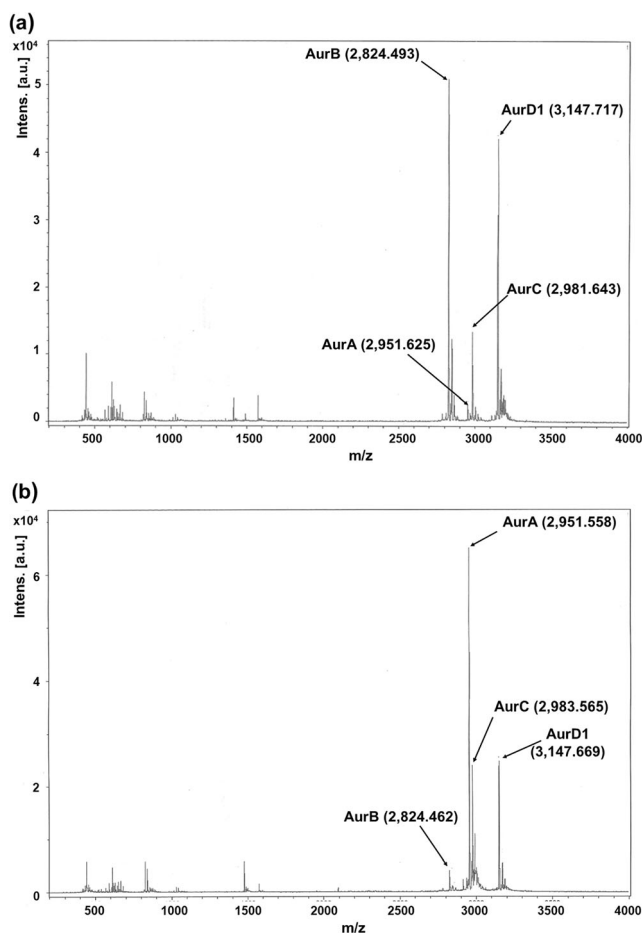 (a)
x10⁴
Intens. [a.u.]
5
4
3
2
1
0
AurB (2,824.493)
AurD1 (3,147.717)
AurC (2,981.643)
AurA (2,951.625)
500 1000 1500 2000 2500 3000 3500 4000
m/z
(b)
x10⁴
Intens. [a.u.]
6
4
2
0
AurA (2,951.558)
AurC (2,983.565)
AurD1
(3,147.669)
AurB (2,824.462)
500 1000 1500 2000 2500 3000 3500 4000
m/z